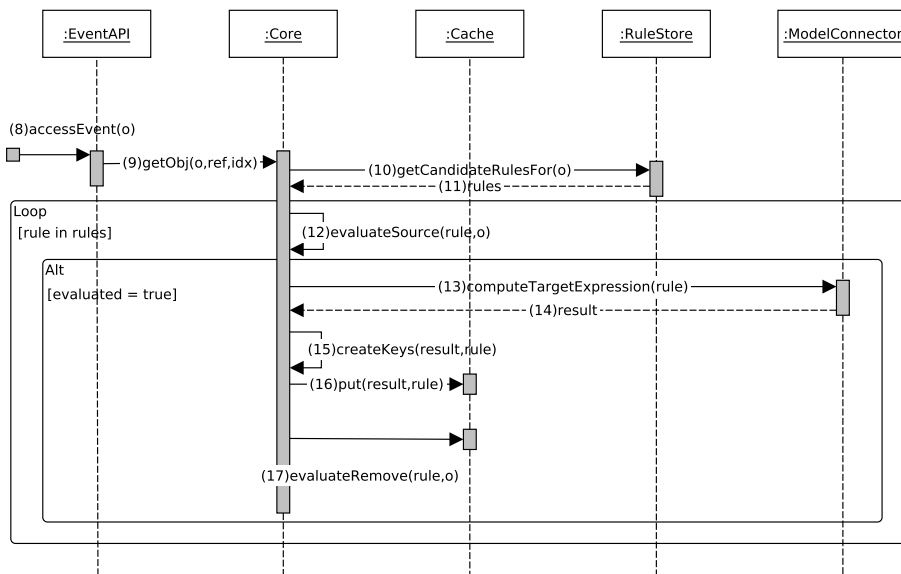 :EventAPI
:Core
:Cache
:RuleStore
:ModelConnector
(8)accessEvent(o)
(9)getObj(o,ref,idx)
(10)getCandidateRulesFor(o)
(11)rules
Loop
[rule in rules]
(12)evaluateSource(rule,o)
Alt
[evaluated = true]
(13)computeTargetExpression(rule)
(14)result
(15)createKeys(result,rule)
(16)put(result,rule)
(17)evaluateRemove(rule,o)